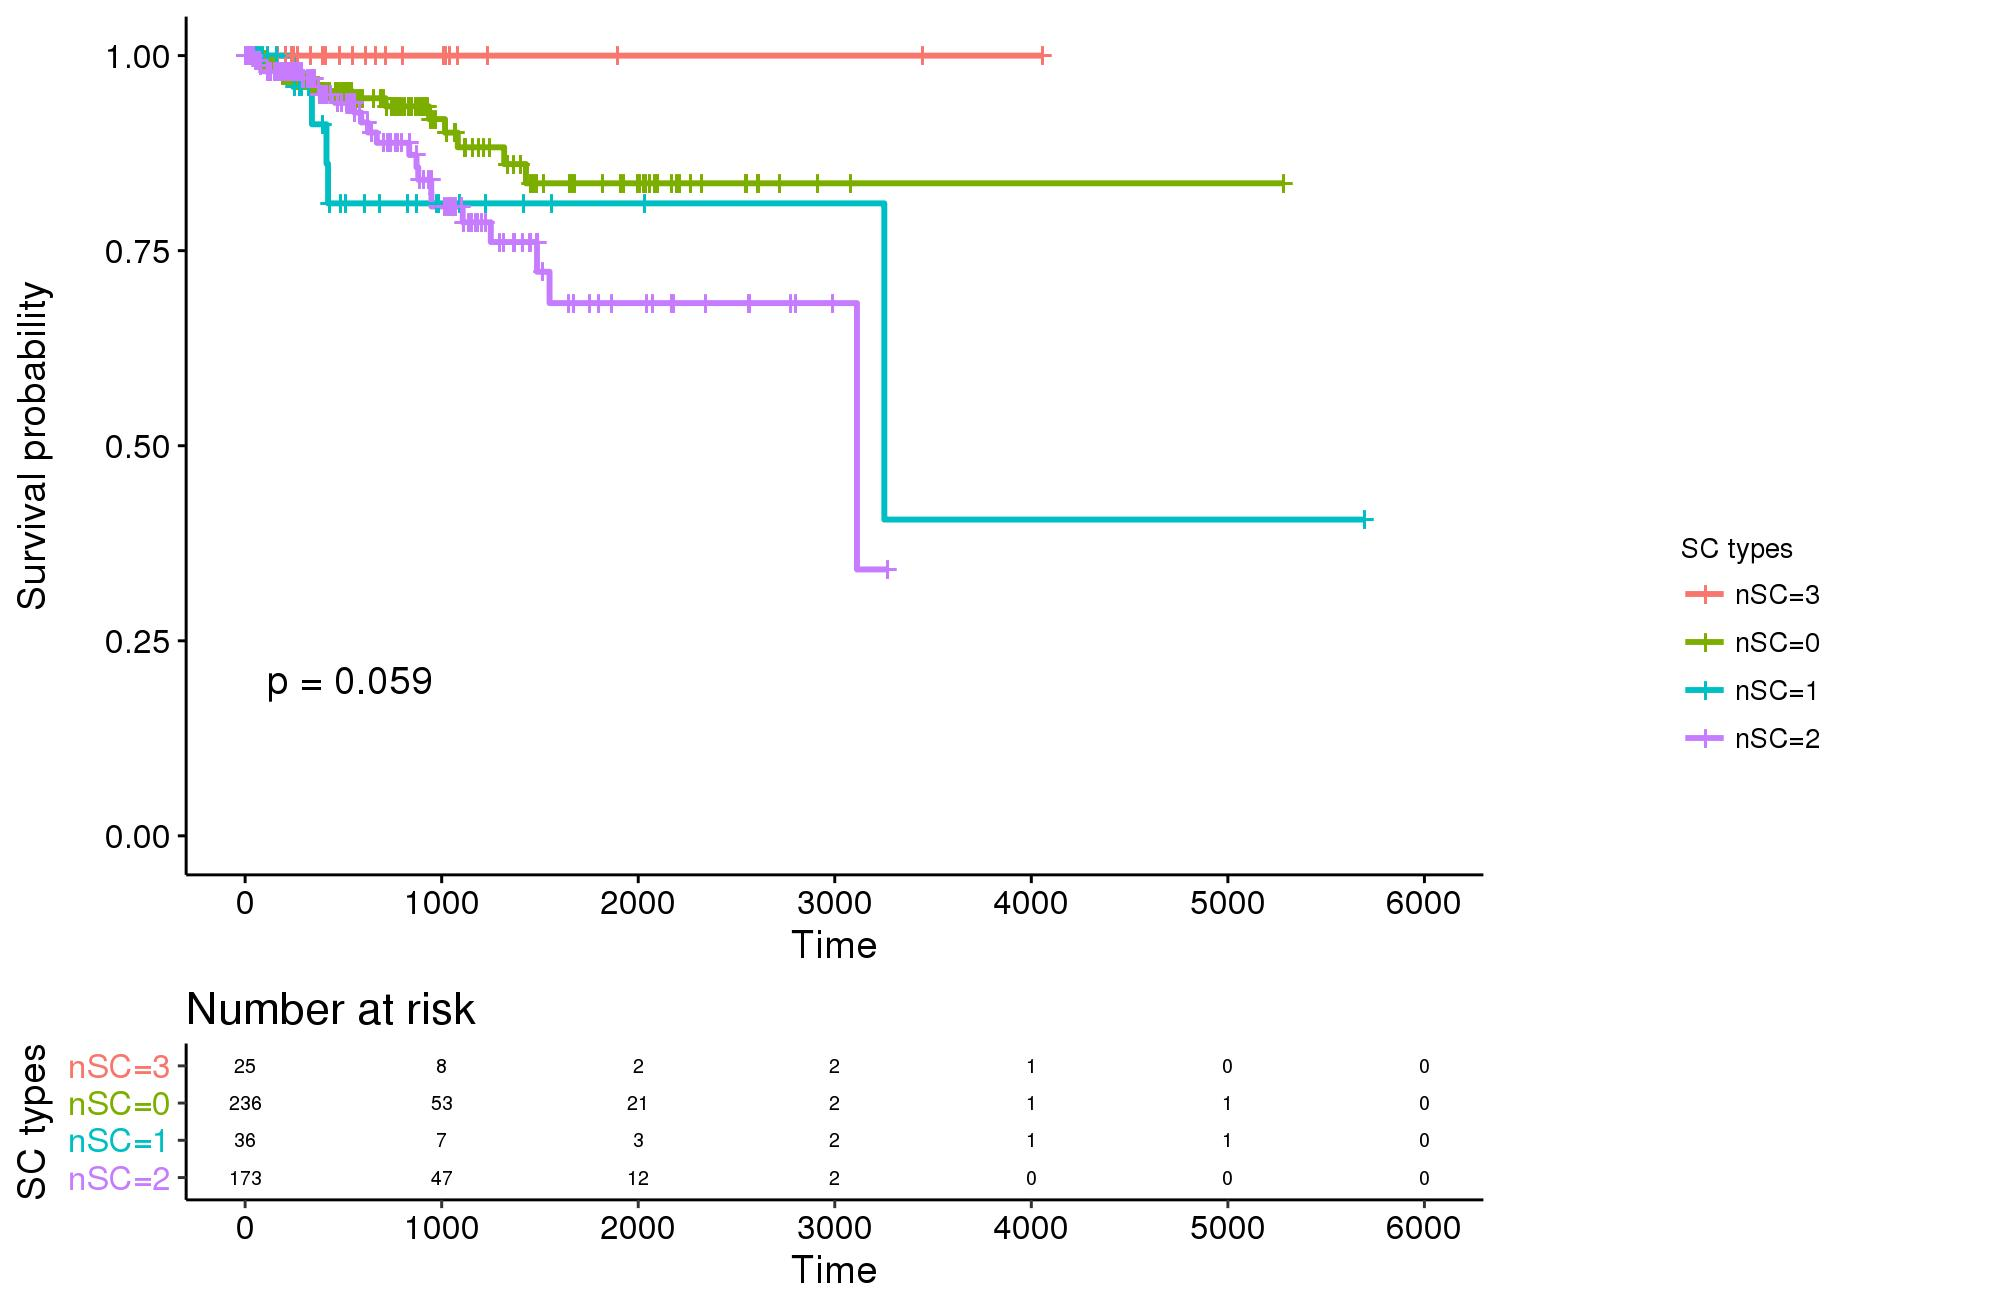 1.00
0.75
0.50
0.25
0.00
Survival probability
p = 0.059
0 1000 2000 3000 4000 5000 6000
Time
SC types
nSC=3
nSC=0
nSC=1
nSC=2
Number at risk
SC types
nSC=3 25 8 2 2 1 0 0
nSC=0 236 53 21 2 1 1 0
nSC=1 36 7 3 2 1 1 0
nSC=2 173 47 12 2 0 0 0
0 1000 2000 3000 4000 5000 6000
Time